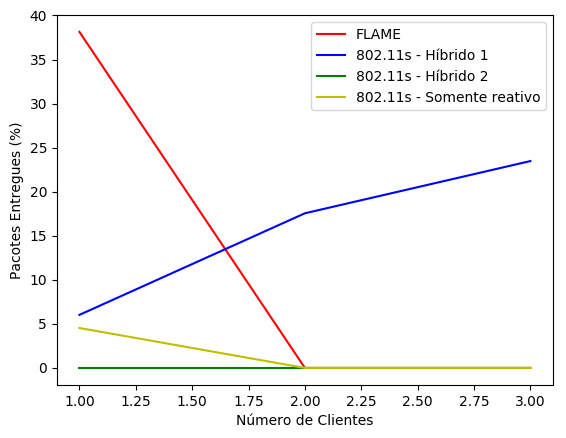 40
35
30
25
20
15
10
5
0
Pacotes Entregues (%)
FLAME
802.11s - Híbrido 1
802.11s - Híbrido 2
802.11s - Somente reativo
1.00 1.25 1.50 1.75 2.00 2.25 2.50 2.75 3.00
Número de Clientes